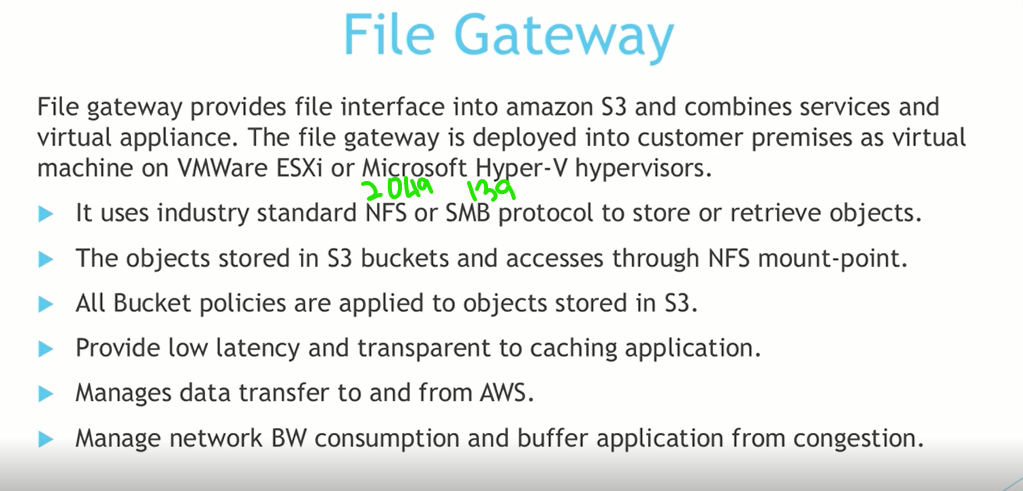 File Gateway
File gateway provides file interface into amazon S3 and combines services and
virtual appliance. The file gateway is deployed into customer premises as virtual
machine on VMWare ESXi or Microsoft Hyper-V hypervisors.
2049 139
It uses industry standard NFS or SMB protocol to store or retrieve objects.
The objects stored in S3 buckets and accesses through NFS mount-point.
All Bucket policies are applied to objects stored in S3.
Provide low latency and transparent to caching application.
Manages data transfer to and from AWS.
Manage network BW consumption and buffer application from congestion.